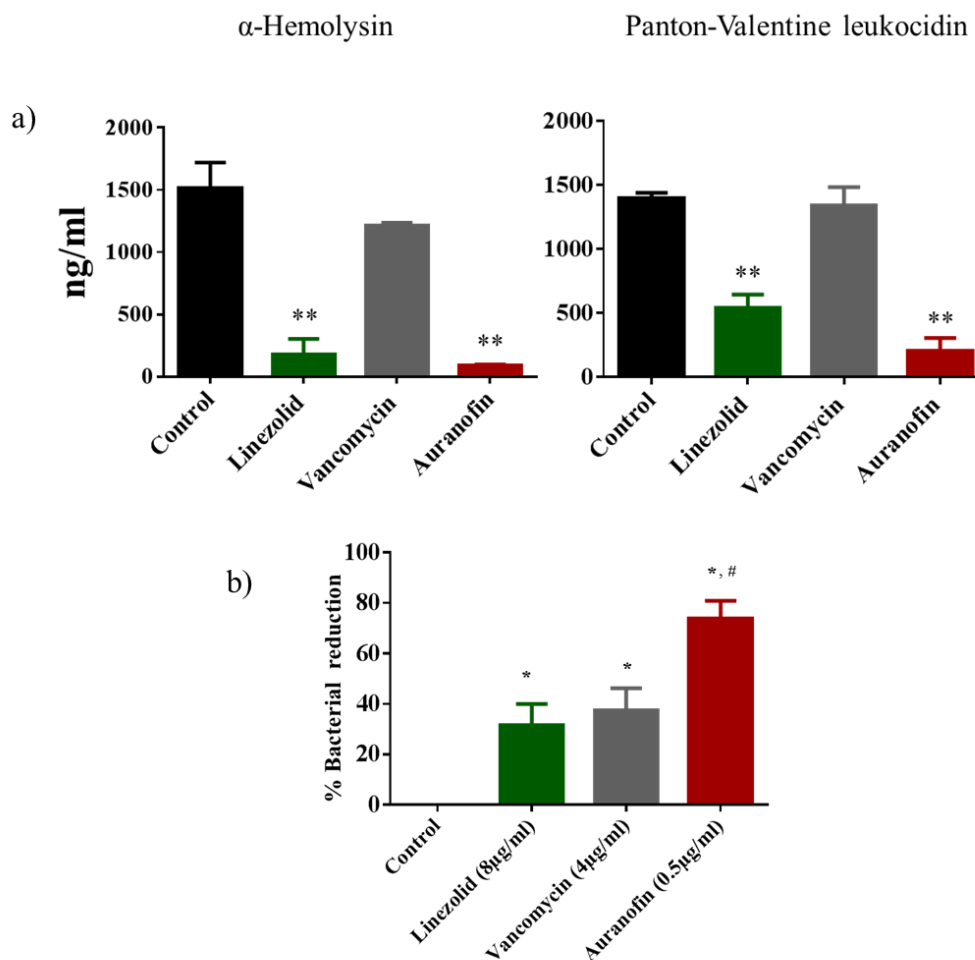 α-Hemolysin
Panton-Valentine leukocidin
a)
ng/ml
2000
1500
1000
500
0
**
**
Control
Linezolid
Vancomycin
Auranofin
2000
1500
1000
500
0
**
**
Control
Linezolid
Vancomycin
Auranofin
b)
% Bacterial reduction
100
80
60
40
20
0
*
*
*, #
Control
Linezolid (8µg/ml)
Vancomycin (4µg/ml)
Auranofin (0.5µg/ml)